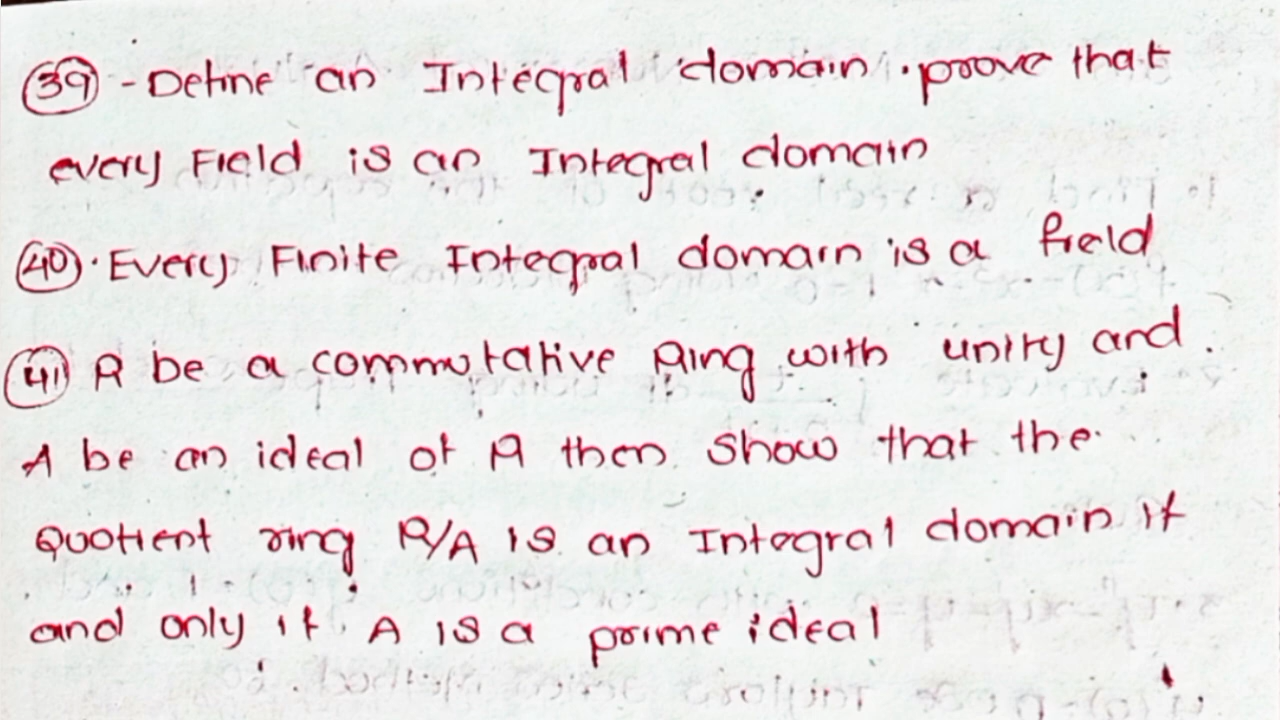 39 - Define an Integral domain. prove that
every Field is an Integral domain
40. Every Finite Integral domain is a field
41 R be a commutative Ring with unity and.
A be an ideal of R then show that the
Quotient ring R/A is an Integral domain if
and only if A is a prime ideal